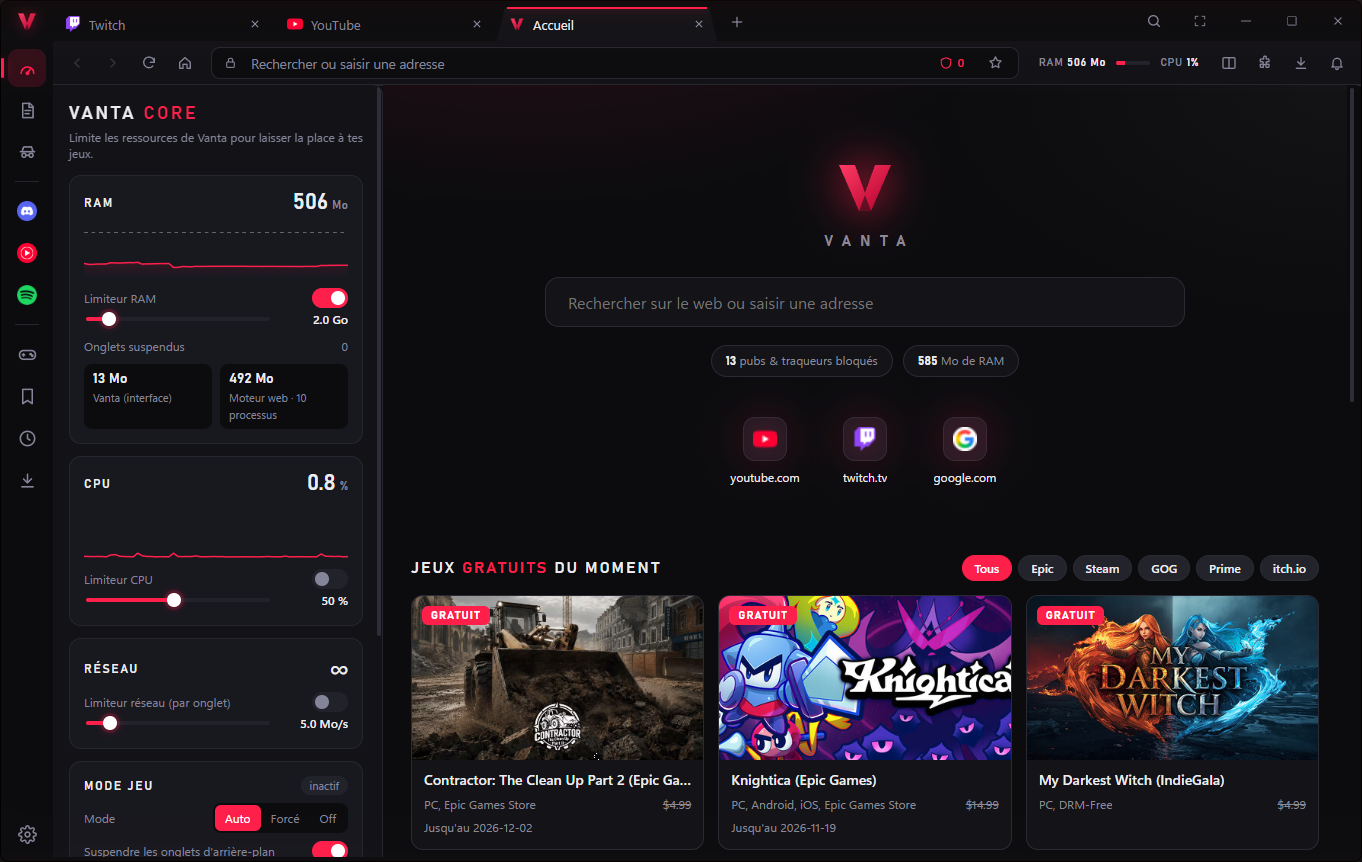 Twitch
YouTube
Accueil
Rechercher ou saisir une adresse
0
RAM 506 Mo
CPU 1%
VANTA CORE
Limite les ressources de Vanta pour laisser la place à tes
jeux.
RAM
506 Mo
Limiteur RAM
2.0 Go
Onglets suspendus
0
13 Mo
Vanta (interface)
492 Mo
Moteur web · 10
processus
CPU
0.8 %
Limiteur CPU
50 %
RÉSEAU
∞
Limiteur réseau (par onglet)
5.0 Mo/s
MODE JEU
inactif
Mode
Auto
Forcé
Off
Suspendre les onglets d'arrière-plan
VANTA
Rechercher sur le web ou saisir une adresse
13 pubs & traqueurs bloqués
585 Mo de RAM
youtube.com
twitch.tv
google.com
JEUX GRATUITS DU MOMENT
Tous
Epic
Steam
GOG
Prime
itch.io
GRATUIT
CONTRACTOR
Contractor: The Clean Up Part 2 (Epic Ga...
PC, Epic Games Store
$4.99
Jusqu'au 2026-12-02
GRATUIT
Knightica
Knightica (Epic Games)
PC, Android, iOS, Epic Games Store
$14.99
Jusqu'au 2026-11-19
GRATUIT
MY
DARKEST
WITCH
My Darkest Witch (IndieGala)
PC, DRM-Free
$4.99